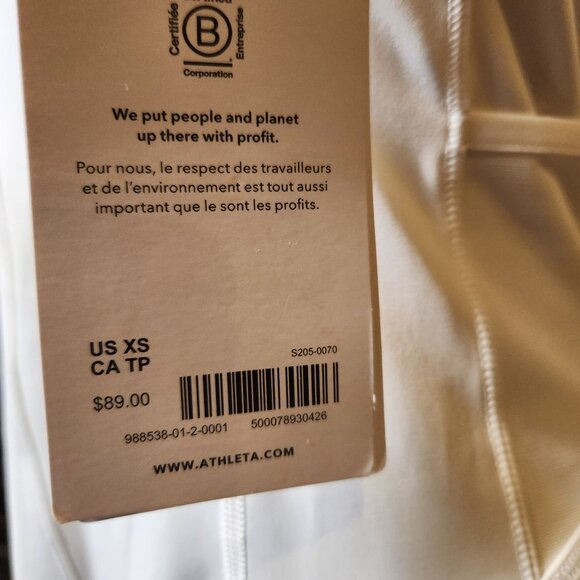 Certifiée
B
Entreprise
Corporation
We put people and planet
up there with profit.
Pour nous, le respect des travailleurs
et de l'environnement est tout aussi
important que le sont les profits.
US XS
CA TP
S205-0070
$89.00
988538-01-2-0001 500078930426
WWW.ATHLETA.COM